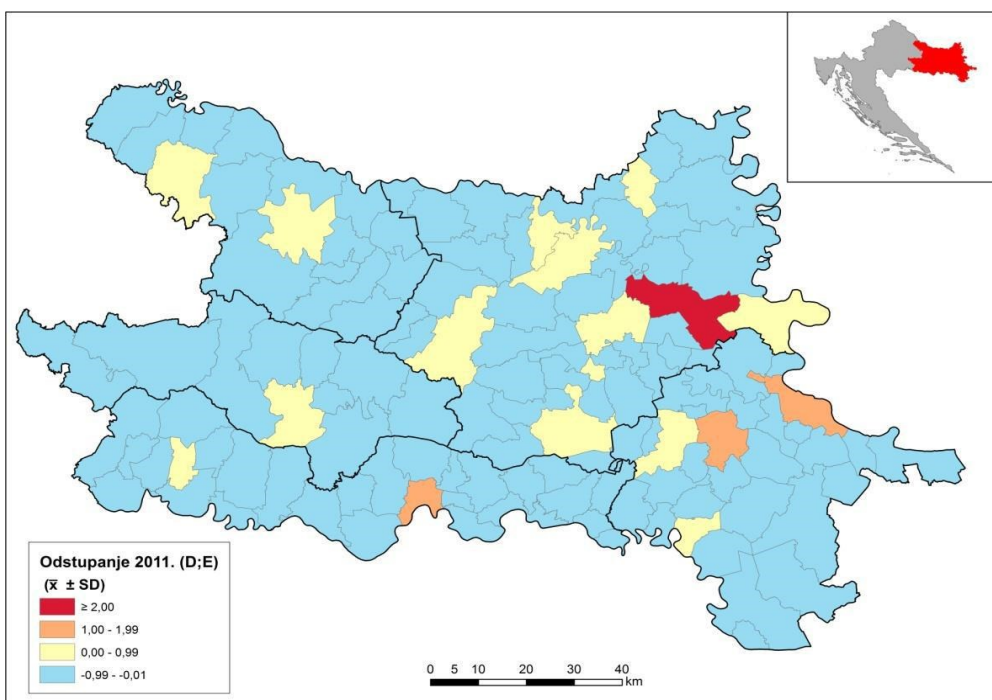 Odstupanje 2011. (D;E)
(x̄ ± SD)
≥ 2,00
1,00 - 1,99
0,00 - 0,99
-0,99 - -0,01
0 5 10 20 30 40
km